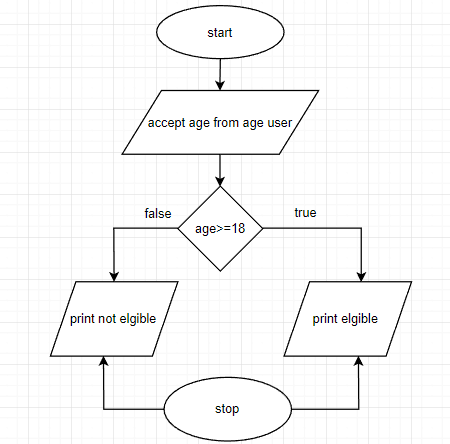 start
accept age from age user
false
true
age>=18
print not elgible
print elgible
stop